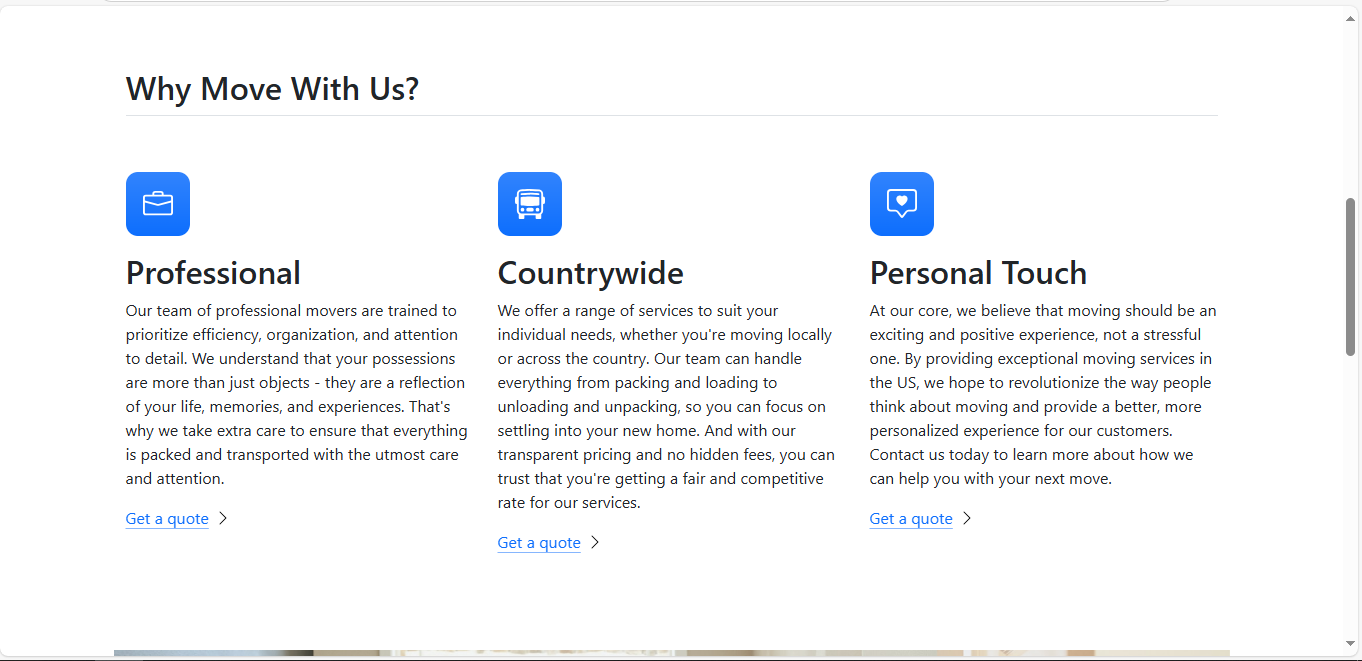 Why Move With Us?
Professional
Our team of professional movers are trained to
prioritize efficiency, organization, and attention
to detail. We understand that your possessions
are more than just objects - they are a reflection
of your life, memories, and experiences. That's
why we take extra care to ensure that everything
is packed and transported with the utmost care
and attention.
Get a quote
Countrywide
We offer a range of services to suit your
individual needs, whether you're moving locally
or across the country. Our team can handle
everything from packing and loading to
unloading and unpacking, so you can focus on
settling into your new home. And with our
transparent pricing and no hidden fees, you can
trust that you're getting a fair and competitive
rate for our services.
Get a quote
Personal Touch
At our core, we believe that moving should be an
exciting and positive experience, not a stressful
one. By providing exceptional moving services in
the US, we hope to revolutionize the way people
think about moving and provide a better, more
personalized experience for our customers.
Contact us today to learn more about how we
can help you with your next move.
Get a quote